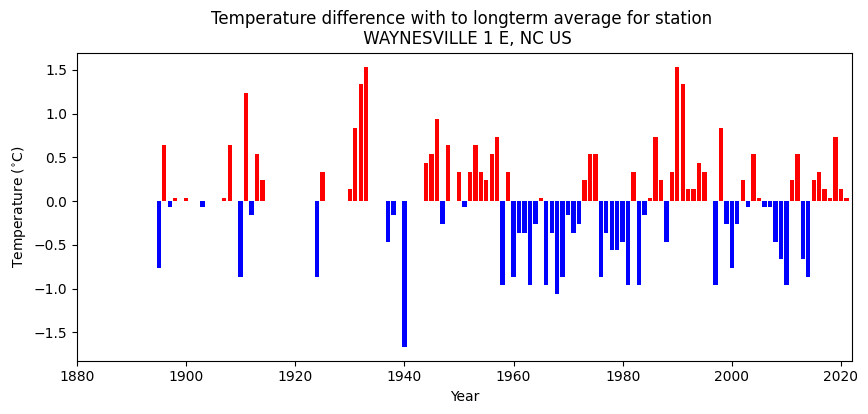 Temperature difference with to longterm average for station
WAYNESVILLE 1 E, NC US
1.5
1.0
0.5
0.0
−0.5
−1.0
−1.5
Temperature (°C)
1880 1900 1920 1940 1960 1980 2000 2020
Year